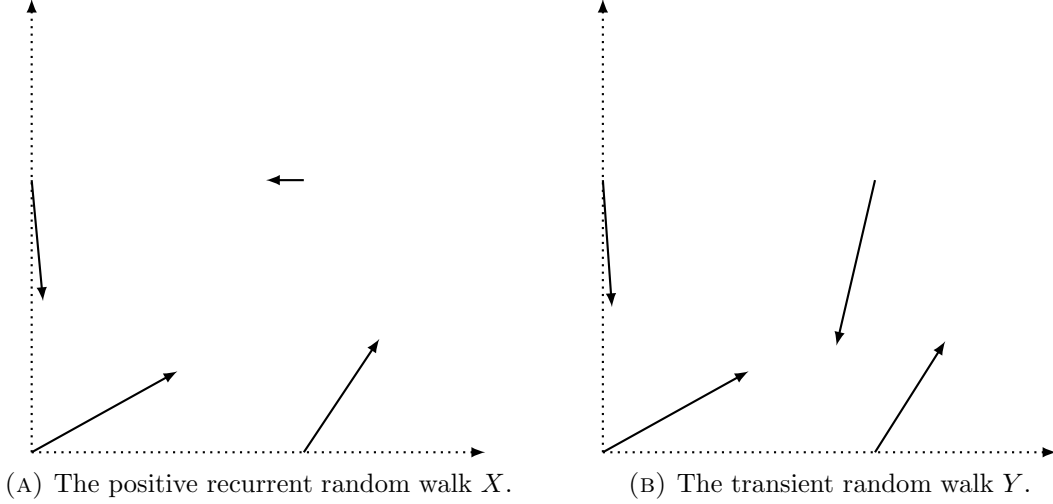 (A) The positive recurrent random walk X.
(B) The transient random walk Y.